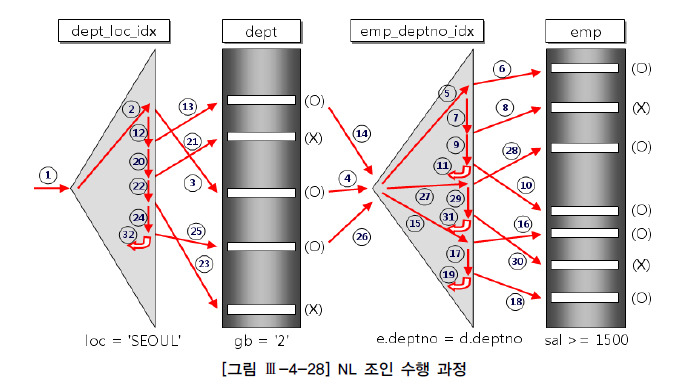 dept_loc_idx
dept
emp_deptno_idx
emp
1
2
12
20
22
24
32
13
21
3
25
23
(O)
(X)
(O)
(O)
(X)
14
4
26
5
7
9
11
27
29
31
15
17
19
6
8
28
10
16
30
18
(O)
(X)
(O)
(O)
(O)
(X)
(O)
loc = 'SEOUL'
gb = '2'
e.deptno = d.deptno
sal >= 1500
[그림 Ⅲ-4-28] NL 조인 수행 과정